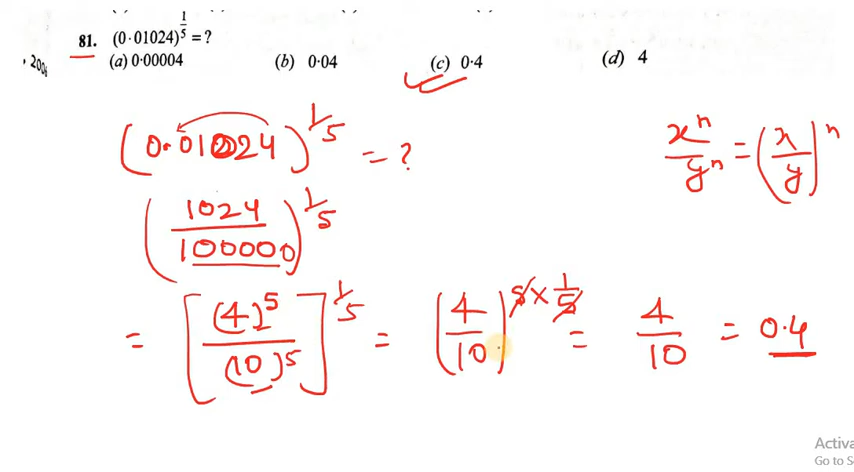 81. (0·01024)^(1/5) = ?
, 2006
(a) 0·00004 (b) 0·04 (c) 0·4 (d) 4
(0.01024)^(1/5) = ?
x^n / y^n = (x/y)^n
(1024 / 100000)^(1/5)
= [(4)^5 / (10)^5]^(1/5) = (4/10)^(5 × 1/5) = 4/10 = 0.4
Activa
Go to S